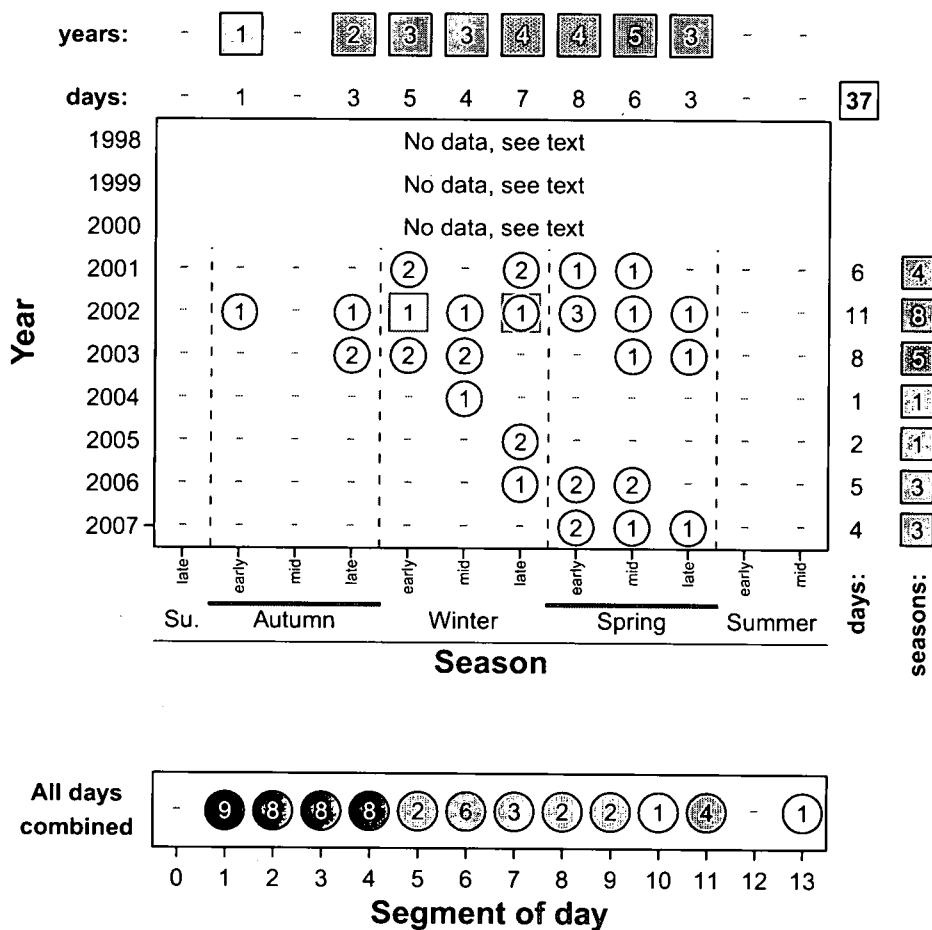 years: - 1 - 2 3 3 4 4 5 3 - -
days: - 1 - 3 5 4 7 8 6 3 - - 37
1998 No data, see text
1999 No data, see text
2000 No data, see text
2001 - - - - 2 - 2 1 1 - - - 6 4
2002 - 1 - 1 1 1 1 3 1 1 - - 11 8
2003 - - - 2 2 2 - - 1 1 - - 8 5
2004 - - - - - 1 - - - - - - 1 1
2005 - - - - - - 2 - - - - - 2 1
2006 - - - - - - 1 2 2 - - - 5 3
2007 - - - - - - - 2 1 1 - - 4 3
Year
late early mid late early mid late early mid late early mid
Su. Autumn Winter Spring Summer
days: seasons:
Season
All days
combined
- 9 8 8 8 2 6 3 2 2 1 4 - 1
0 1 2 3 4 5 6 7 8 9 10 11 12 13
Segment of day